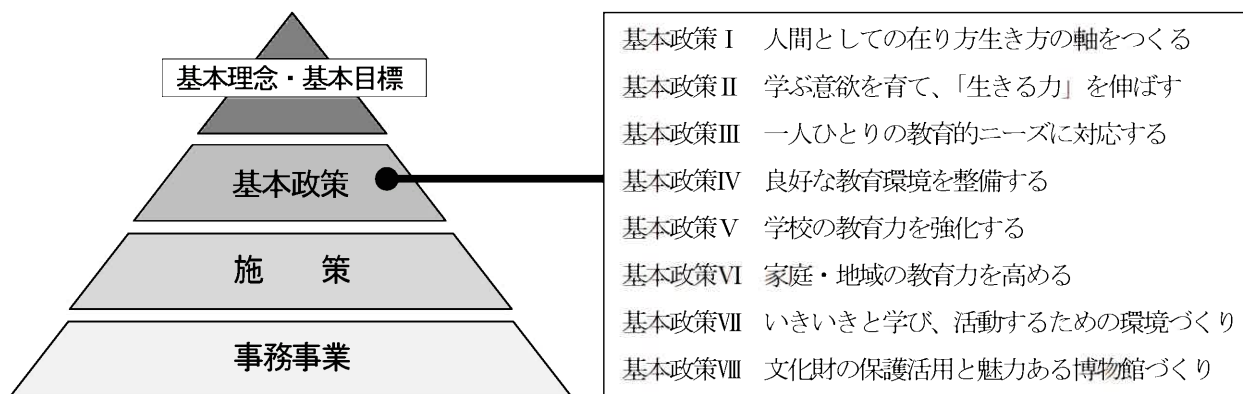 基本理念・基本目標
基本政策
施　策
事務事業
基本政策Ⅰ　人間としての在り方生き方の軸をつくる
基本政策Ⅱ　学ぶ意欲を育て、「生きる力」を伸ばす
基本政策Ⅲ　一人ひとりの教育的ニーズに対応する
基本政策Ⅳ　良好な教育環境を整備する
基本政策Ⅴ　学校の教育力を強化する
基本政策Ⅵ　家庭・地域の教育力を高める
基本政策Ⅶ　いきいきと学び、活動するための環境づくり
基本政策Ⅷ　文化財の保護活用と魅力ある博物館づくり